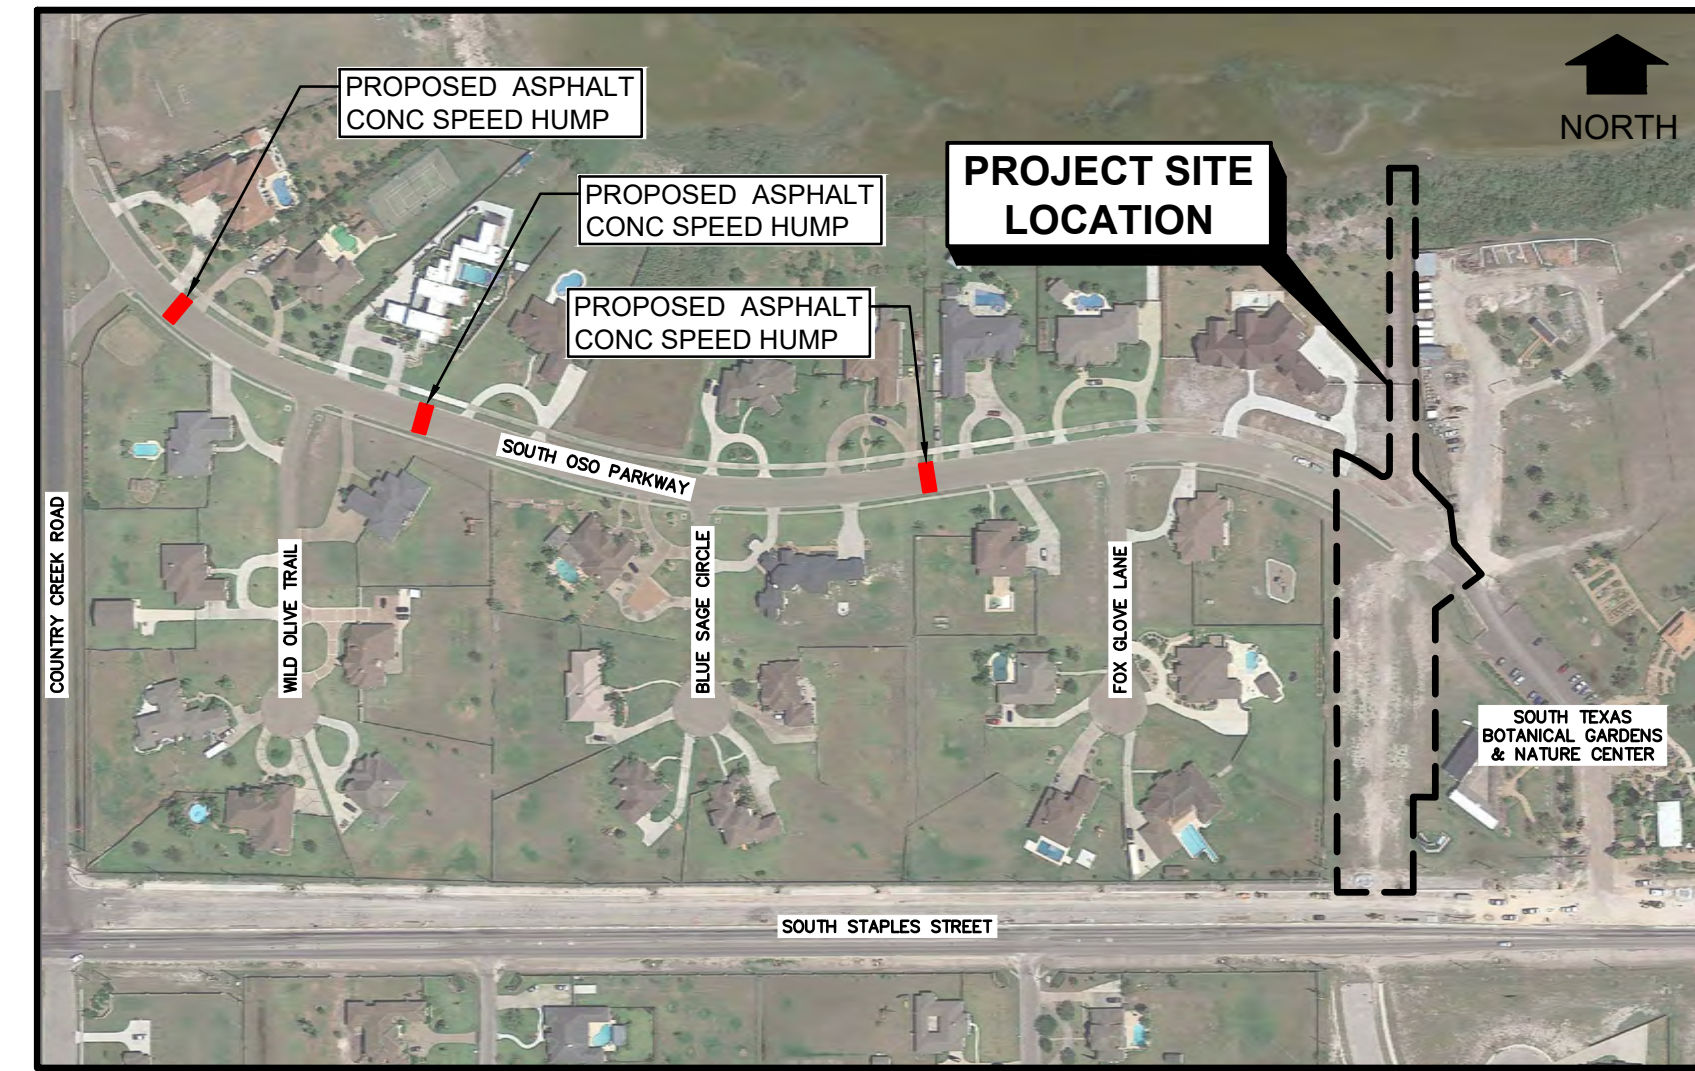 PROPOSED ASPHALT
CONC SPEED HUMP
NORTH
PROJECT SITE
LOCATION
PROPOSED ASPHALT
CONC SPEED HUMP
PROPOSED ASPHALT
CONC SPEED HUMP
SOUTH OSO PARKWAY
COUNTRY CREEK ROAD
WILD OLIVE TRAIL
BLUE SAGE CIRCLE
FOX GLOVE LANE
SOUTH TEXAS
BOTANICAL GARDENS
& NATURE CENTER
SOUTH STAPLES STREET